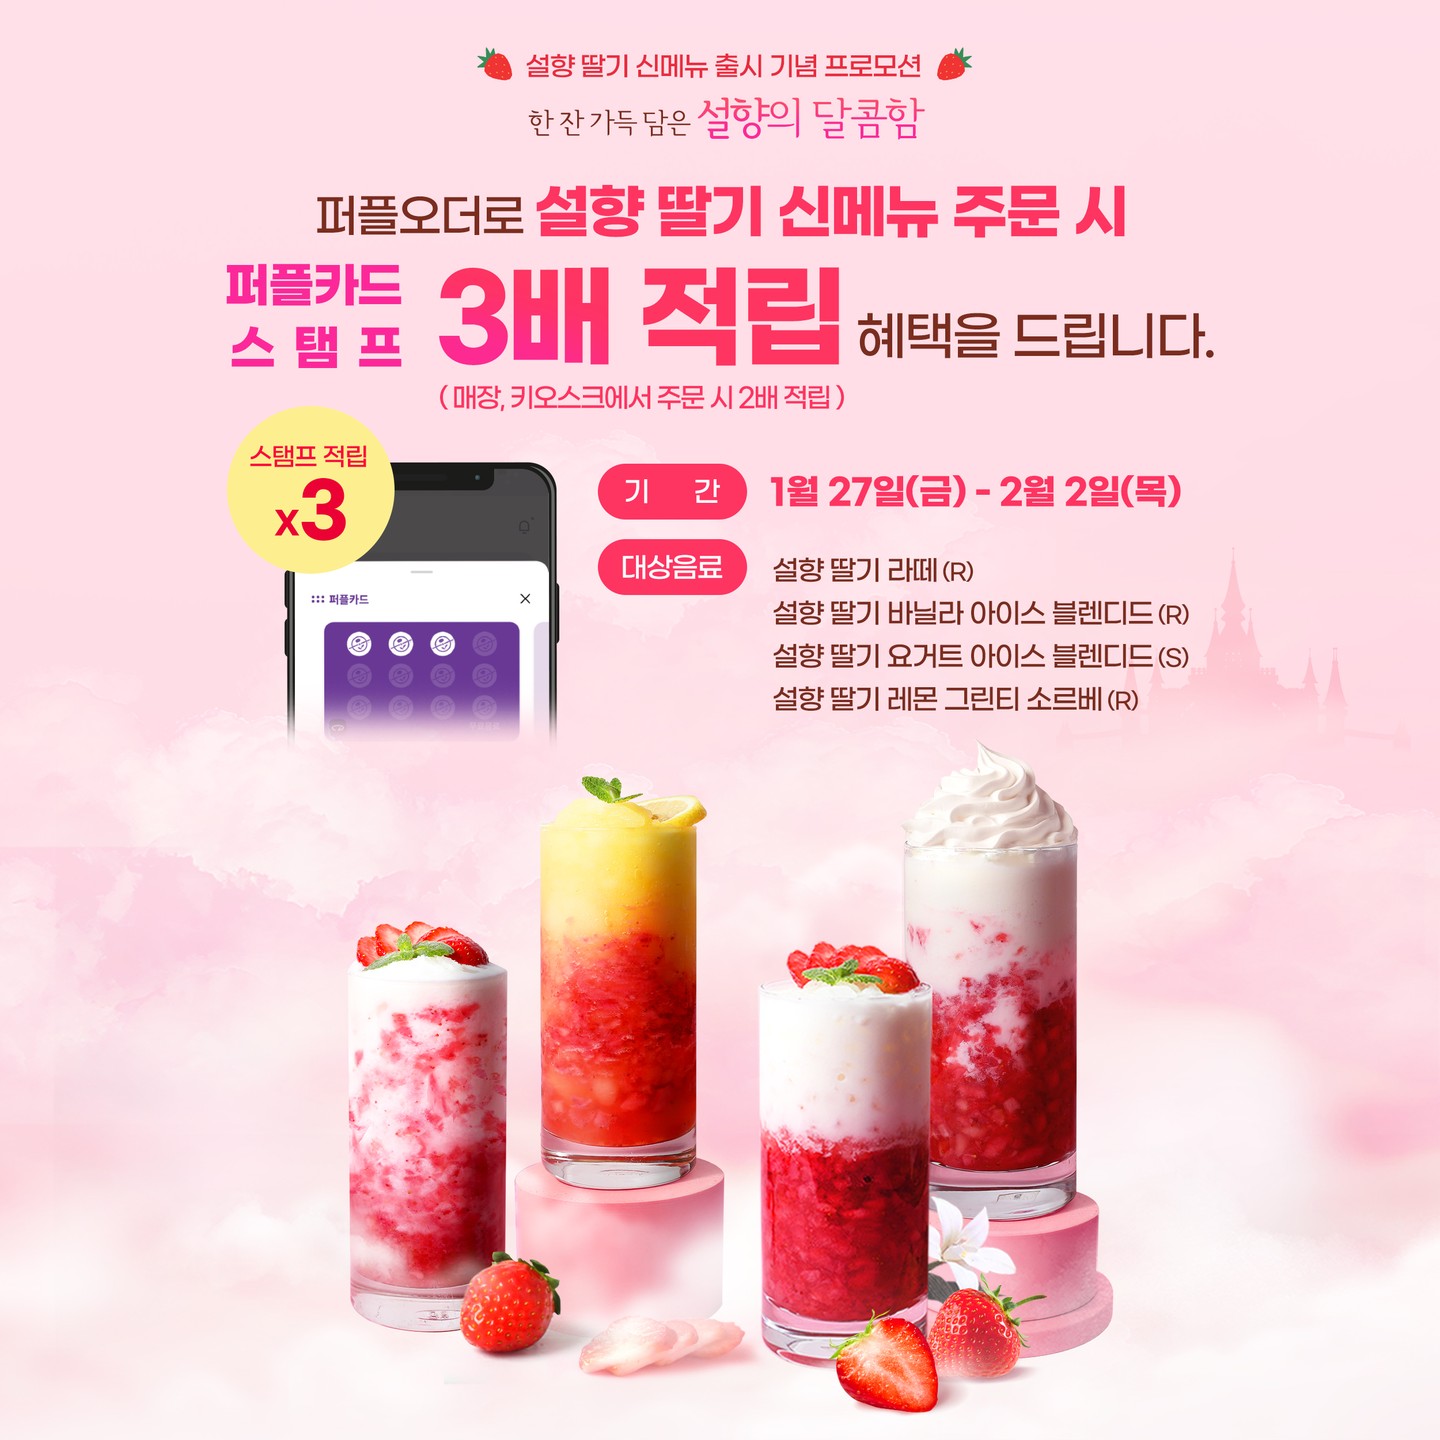 설향 딸기 신메뉴 출시 기념 프로모션
한 잔 가득 담은 설향의 달콤함
퍼플오더로 설향 딸기 신메뉴 주문 시
퍼플카드 스탬프 3배 적립 혜택을 드립니다.
( 매장, 키오스크에서 주문 시 2배 적립 )
스탬프 적립
x3
퍼플카드
기 간 1월 27일(금) - 2월 2일(목)
대상음료 설향 딸기 라떼 (R)
설향 딸기 바닐라 아이스 블렌디드 (R)
설향 딸기 요거트 아이스 블렌디드 (S)
설향 딸기 레몬 그린티 소르베 (R)